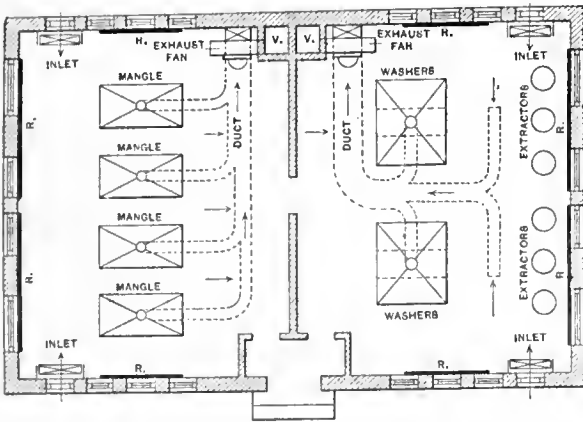 R.
EXHAUST
FAN
V.
V.
EXHAUST
FAN
R.
INLET
INLET
MANGLE
WASHERS
DUCT
DUCT
EXTRACTORS
R.
R.
MANGLE
MANGLE
R.
R.
EXTRACTORS
MANGLE
WASHERS
INLET
INLET
R.
R.